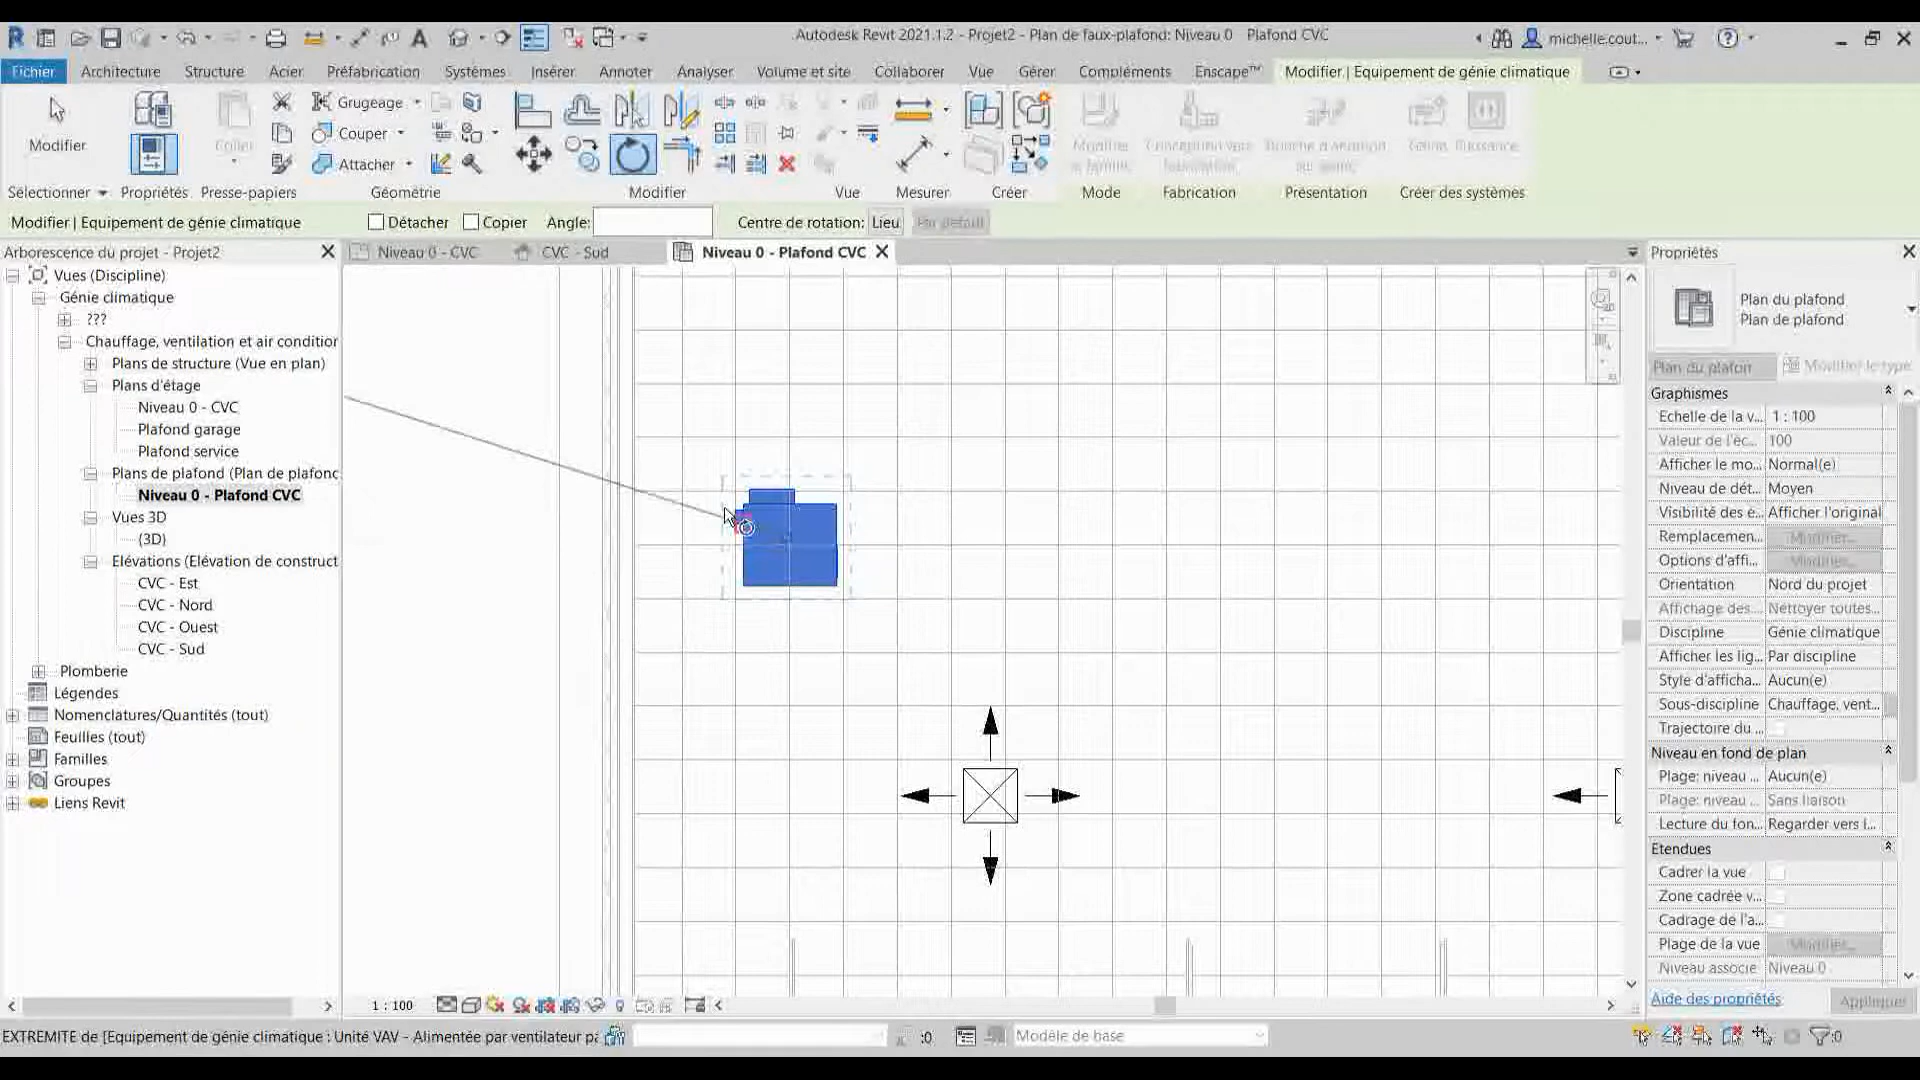 Autodesk Revit 2021.1.2 - Projet2 - Plan de faux-plafond: Niveau 0 Plafond CVC
michelle.cout...
Fichier Architecture Structure Acier Préfabrication Systèmes Insérer Annoter Analyser Volume et site Collaborer Vue Gérer Compléments Enscape™ Modifier | Equipement de génie climatique
Modifier
Coller
Grugeage
Couper
Attacher
Sélectionner Propriétés Presse-papiers Géométrie Modifier Vue Mesurer Créer Mode Fabrication Présentation Créer des systèmes
Modifier | Equipement de génie climatique Détacher Copier Angle: Centre de rotation: Lieu Par défaut
Arborescence du projet - Projet2
Niveau 0 - CVC
CVC - Sud
Niveau 0 - Plafond CVC
Vues (Discipline)
Génie climatique
???
Chauffage, ventilation et air condition
Plans de structure (Vue en plan)
Plans d'étage
Niveau 0 - CVC
Plafond garage
Plafond service
Plans de plafond (Plan de plafond
Niveau 0 - Plafond CVC
Vues 3D
(3D)
Elévations (Elévation de construct
CVC - Est
CVC - Nord
CVC - Ouest
CVC - Sud
Plomberie
Légendes
Nomenclatures/Quantités (tout)
Feuilles (tout)
Familles
Groupes
Liens Revit
Propriétés
Plan du plafond
Plan de plafond
Plan du plafon Modifier le type
Graphismes
Echelle de la v... 1 : 100
Valeur de l'éc... 100
Afficher le mo... Normal(e)
Niveau de dét... Moyen
Visibilité des é... Afficher l'original
Remplacemen... Modifier...
Options d'affi... Modifier...
Orientation Nord du projet
Affichage des... Nettoyer toutes...
Discipline Génie climatique
Afficher les lig... Par discipline
Style d'afficha... Aucun(e)
Sous-discipline Chauffage, vent...
Trajectoire du ...
Niveau en fond de plan
Plage: niveau ... Aucun(e)
Plage: niveau ... Sans liaison
Lecture du fon... Regarder vers l...
Etendues
Cadrer la vue
Zone cadrée v...
Cadrage de l'a...
Plage de la vue Modifier...
Niveau associé Niveau 0
Aide des propriétés Appliquer
1 : 100
EXTREMITE de [Equipement de génie climatique : Unité VAV - Alimentée par ventilateur pa
:0
Modèle de base
:0